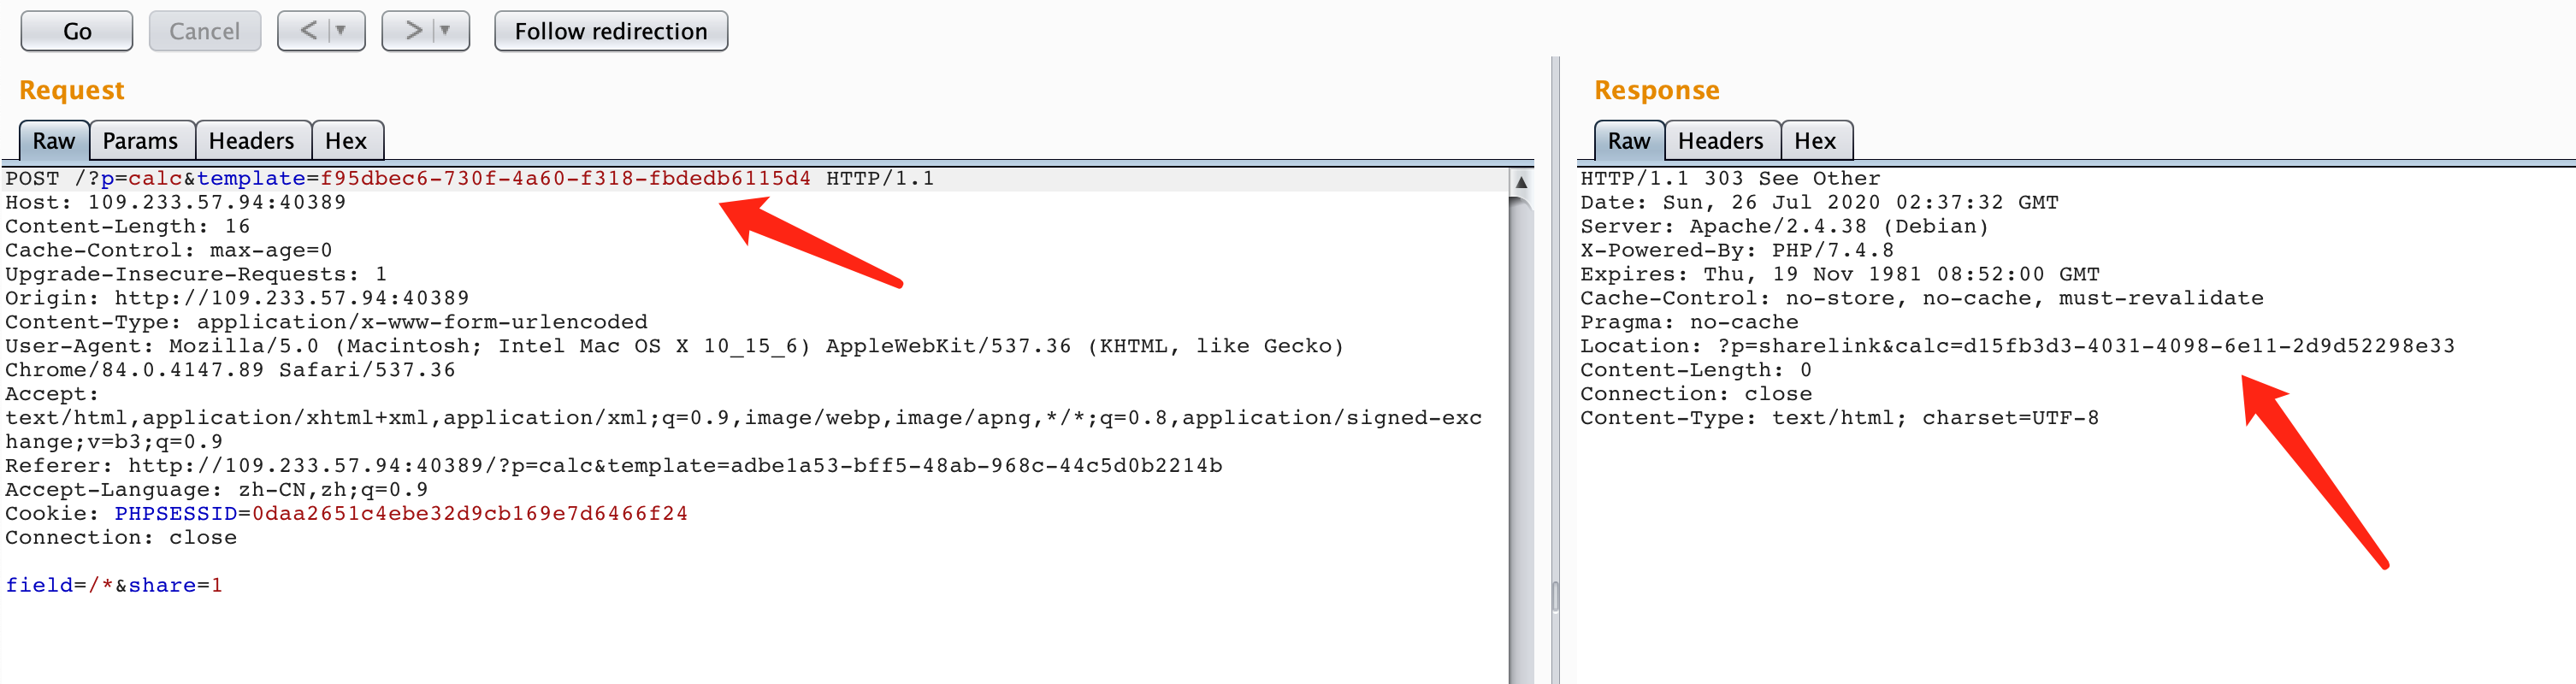 Go
Cancel
<
>
Follow redirection
Request
Raw
Params
Headers
Hex
POST /?p=calc&template=f95dbec6-730f-4a60-f318-fbdedb6115d4 HTTP/1.1
Host: 109.233.57.94:40389
Content-Length: 16
Cache-Control: max-age=0
Upgrade-Insecure-Requests: 1
Origin: http://109.233.57.94:40389
Content-Type: application/x-www-form-urlencoded
User-Agent: Mozilla/5.0 (Macintosh; Intel Mac OS X 10_15_6) AppleWebKit/537.36 (KHTML, like Gecko)
Chrome/84.0.4147.89 Safari/537.36
Accept:
text/html,application/xhtml+xml,application/xml;q=0.9,image/webp,image/apng,*/*;q=0.8,application/signed-exc
hange;v=b3;q=0.9
Referer: http://109.233.57.94:40389/?p=calc&template=adbe1a53-bff5-48ab-968c-44c5d0b2214b
Accept-Language: zh-CN,zh;q=0.9
Cookie: PHPSESSID=0daa2651c4ebe32d9cb169e7d6466f24
Connection: close
field=/*&share=1
Response
Raw
Headers
Hex
HTTP/1.1 303 See Other
Date: Sun, 26 Jul 2020 02:37:32 GMT
Server: Apache/2.4.38 (Debian)
X-Powered-By: PHP/7.4.8
Expires: Thu, 19 Nov 1981 08:52:00 GMT
Cache-Control: no-store, no-cache, must-revalidate
Pragma: no-cache
Location: ?p=sharelink&calc=d15fb3d3-4031-4098-6e11-2d9d52298e33
Content-Length: 0
Connection: close
Content-Type: text/html; charset=UTF-8